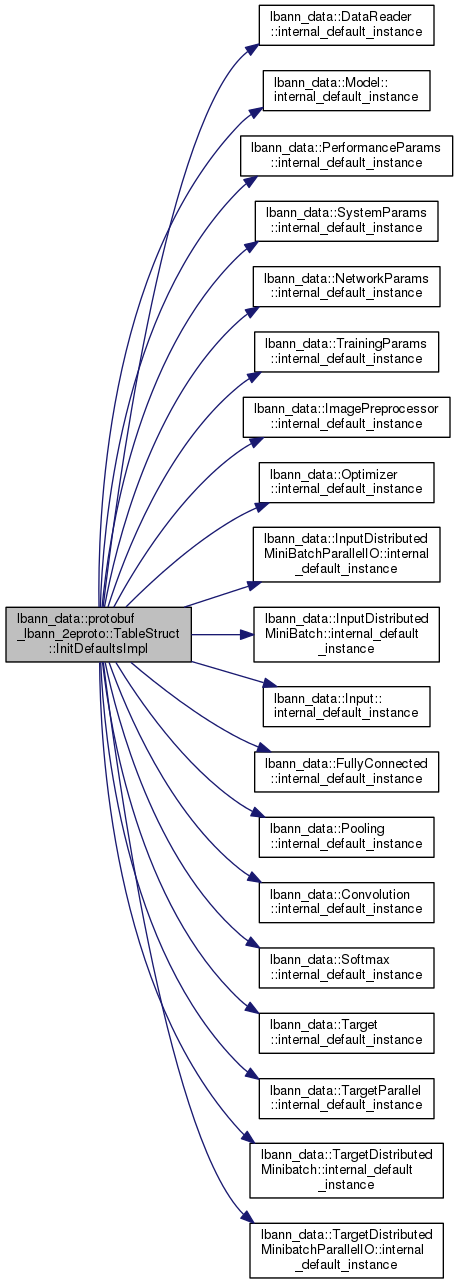 lbann_data::DataReader
::internal_default_instance
lbann_data::Model::
internal_default_instance
lbann_data::PerformanceParams
::internal_default_instance
lbann_data::SystemParams
::internal_default_instance
lbann_data::NetworkParams
::internal_default_instance
lbann_data::TrainingParams
::internal_default_instance
lbann_data::ImagePreprocessor
::internal_default_instance
lbann_data::Optimizer
::internal_default_instance
lbann_data::InputDistributed
MiniBatchParallelIO::internal
_default_instance
lbann_data::protobuf
_lbann_2eproto::TableStruct
::InitDefaultsImpl
lbann_data::InputDistributed
MiniBatch::internal_default
_instance
lbann_data::Input::
internal_default_instance
lbann_data::FullyConnected
::internal_default_instance
lbann_data::Pooling
::internal_default_instance
lbann_data::Convolution
::internal_default_instance
lbann_data::Softmax
::internal_default_instance
lbann_data::Target
::internal_default_instance
lbann_data::TargetParallel
::internal_default_instance
lbann_data::TargetDistributed
Minibatch::internal_default
_instance
lbann_data::TargetDistributed
MinibatchParallelIO::internal
_default_instance